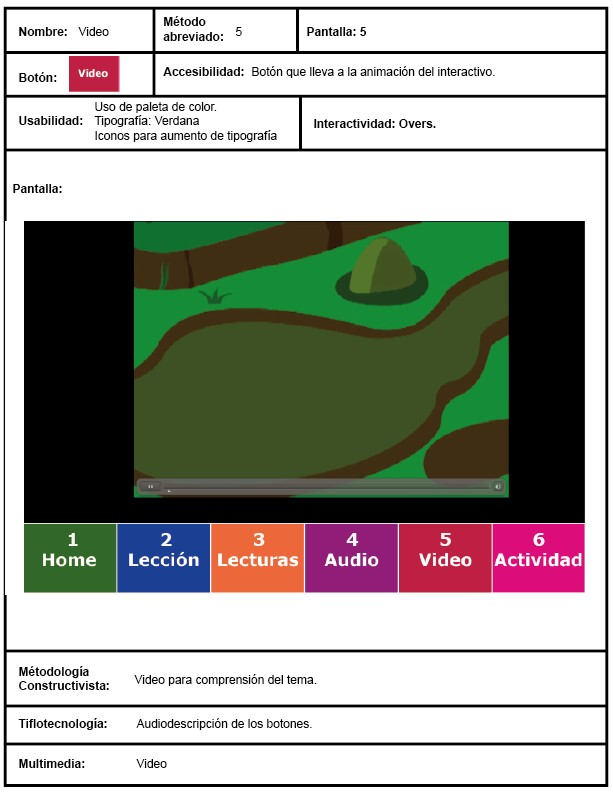 Nombre: Video
Método abreviado: 5
Pantalla: 5
Botón: Video
Accesibilidad: Botón que lleva a la animación del interactivo.
Usabilidad: Uso de paleta de color.
Tipografía: Verdana
Iconos para aumento de tipografía
Interactividad: Overs.
Pantalla:
1 Home
2 Lección
3 Lecturas
4 Audio
5 Video
6 Actividad
Métodología
Constructivista: Video para comprensión del tema.
Tiflotecnología: Audiodescripción de los botones.
Multimedia: Video